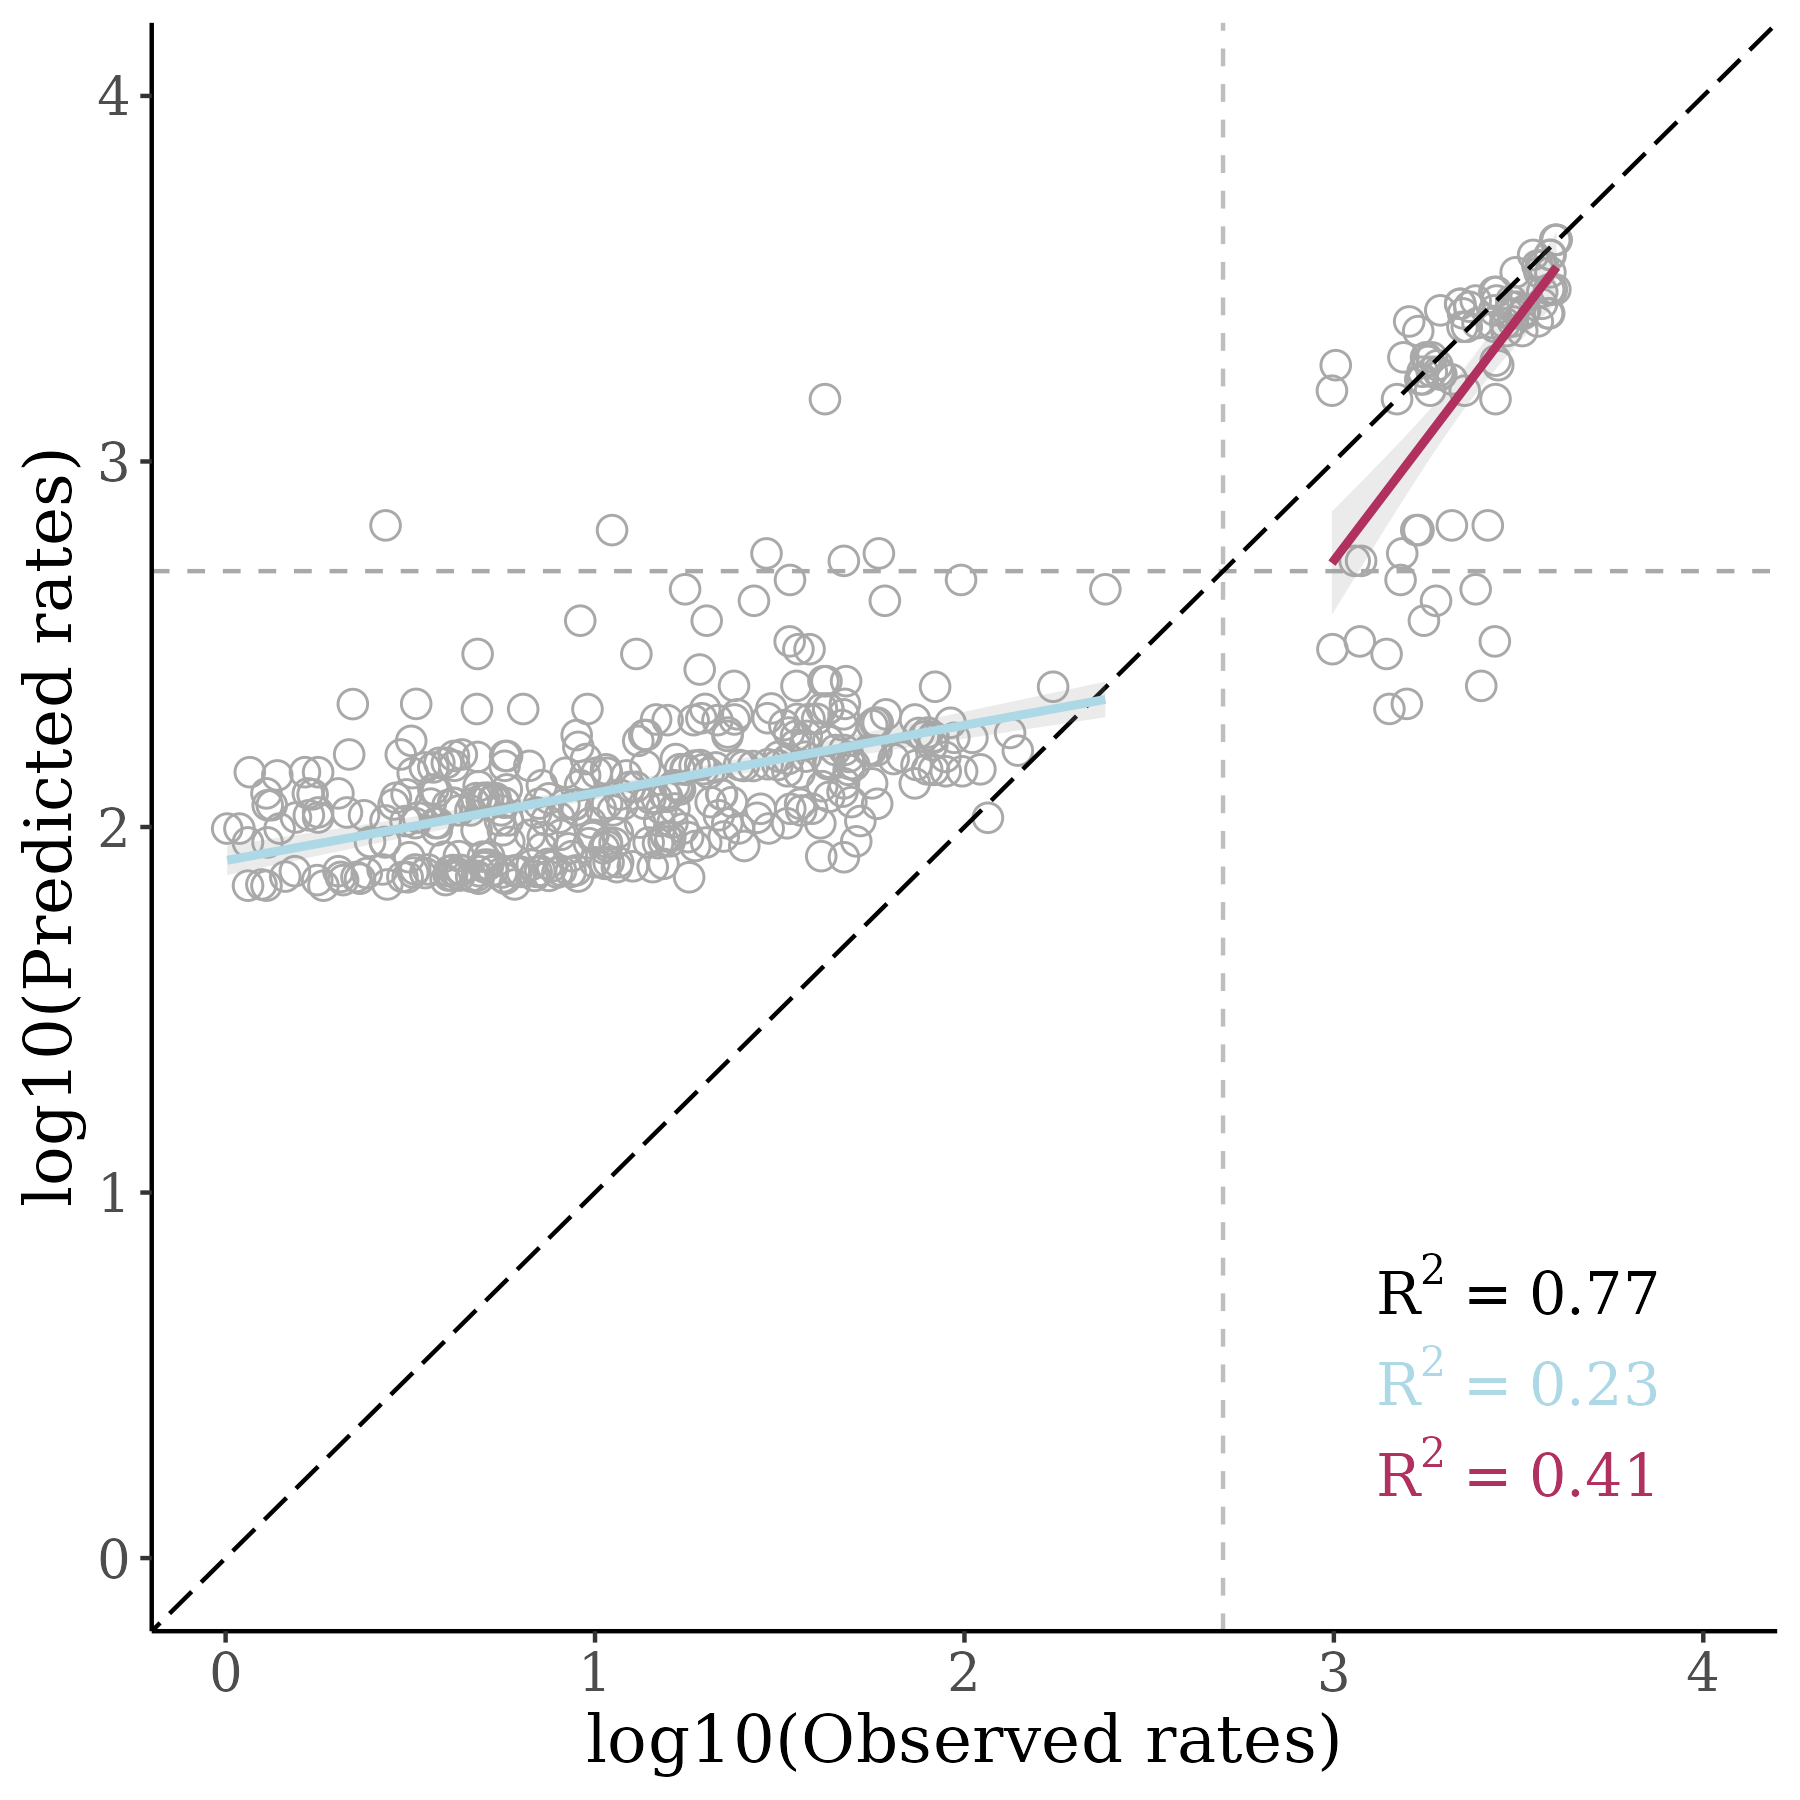 4
3
2
1
0
log10(Predicted rates)
R² = 0.77
R² = 0.23
R² = 0.41
0 1 2 3 4
log10(Observed rates)